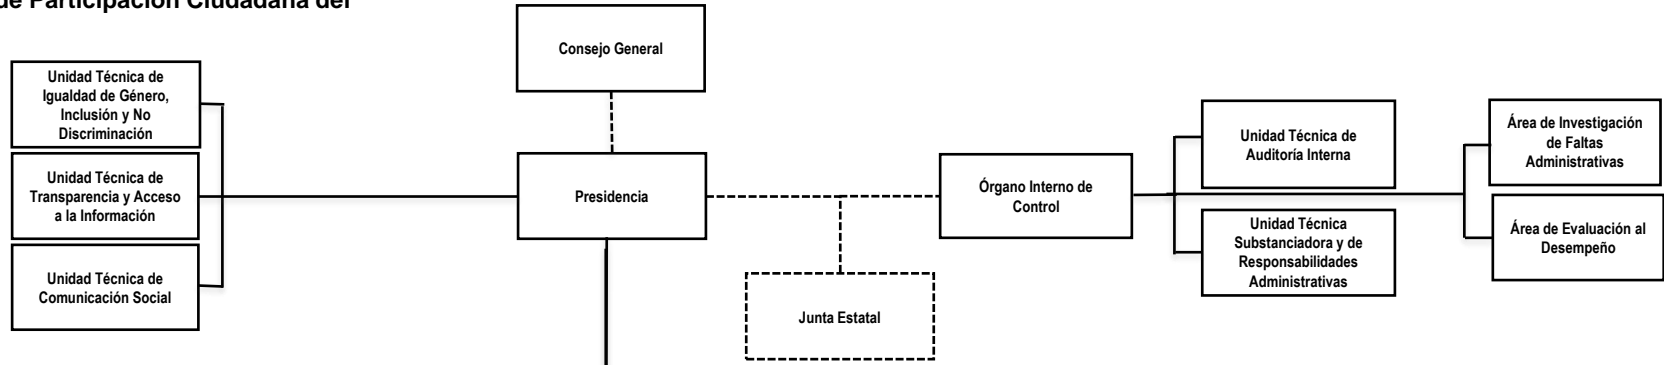 de Participación Ciudadana del
Consejo General
Unidad Técnica de
Igualdad de Género,
Inclusión y No
Discriminación
Unidad Técnica de
Transparencia y Acceso
a la Información
Unidad Técnica de
Comunicación Social
Presidencia
Junta Estatal
Órgano Interno de
Control
Unidad Técnica de
Auditoría Interna
Unidad Técnica
Substanciadora y de
Responsabilidades
Administrativas
Área de Investigación
de Faltas
Administrativas
Área de Evaluación al
Desempeño